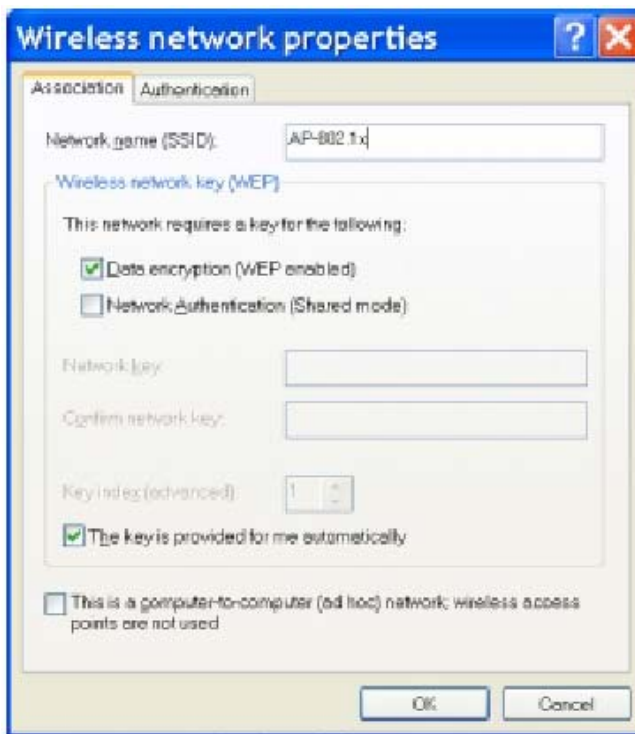 Wireless network properties
Association Authentication
Network name (SSID): AP-802.1x
Wireless network key (WEP)
This network requires a key for the following:
Data encryption (WEP enabled)
Network Authentication (Shared mode)
Network key:
Confirm network key:
Key index (advanced): 1
The key is provided for me automatically
This is a computer-to-computer (ad hoc) network; wireless access
points are not used
OK Cancel